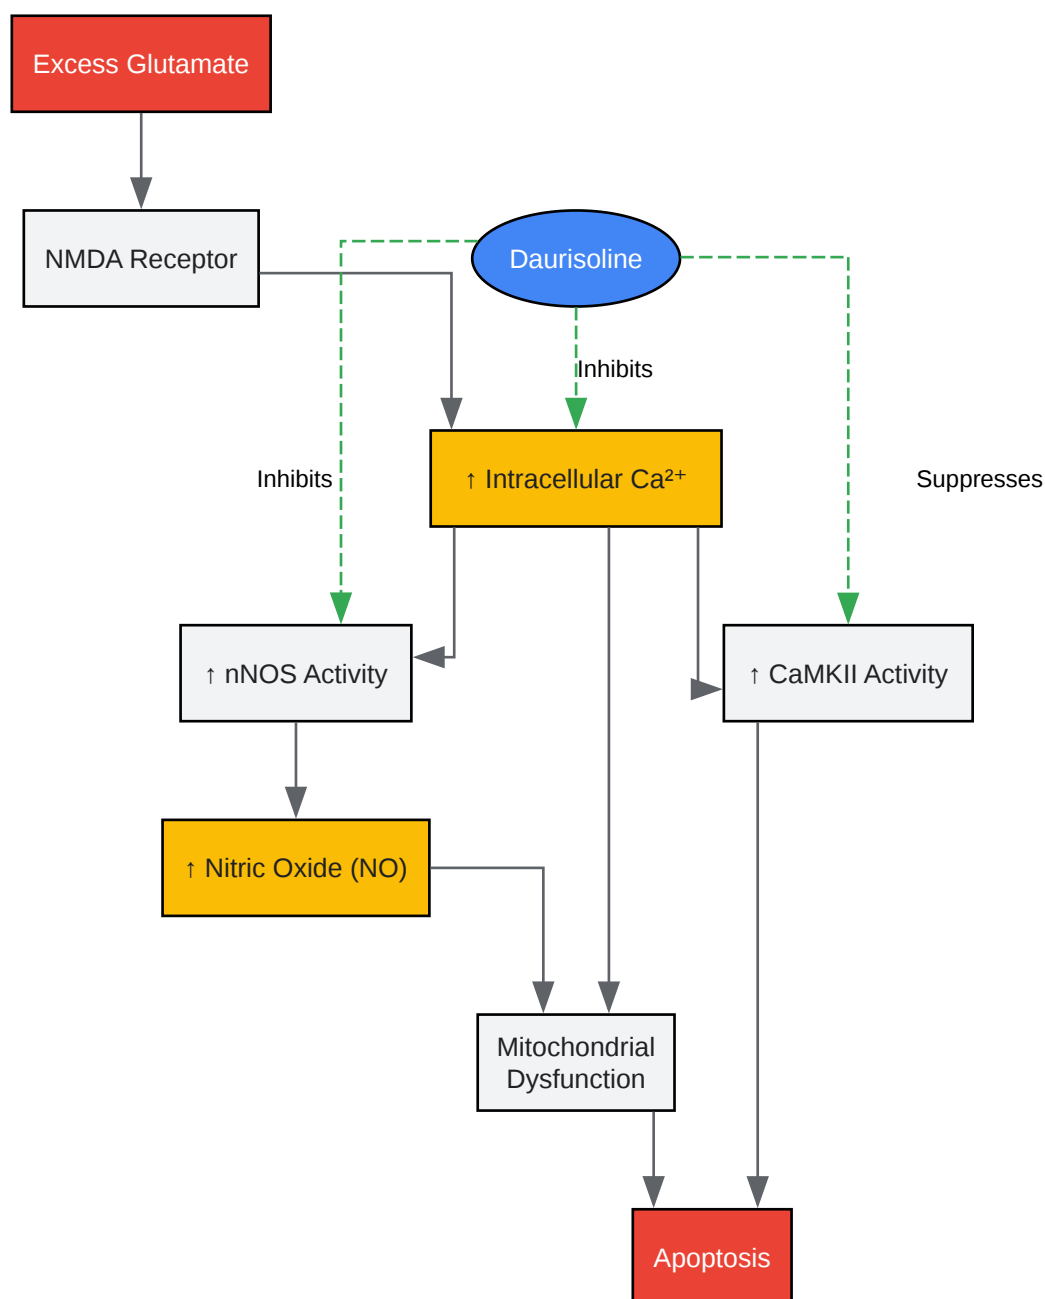 Excess Glutamate
NMDA Receptor
Daurisoline
Inhibits
↑ Intracellular Ca²⁺
Inhibits
Suppresses
↑ nNOS Activity
↑ CaMKII Activity
↑ Nitric Oxide (NO)
Mitochondrial
Dysfunction
Apoptosis